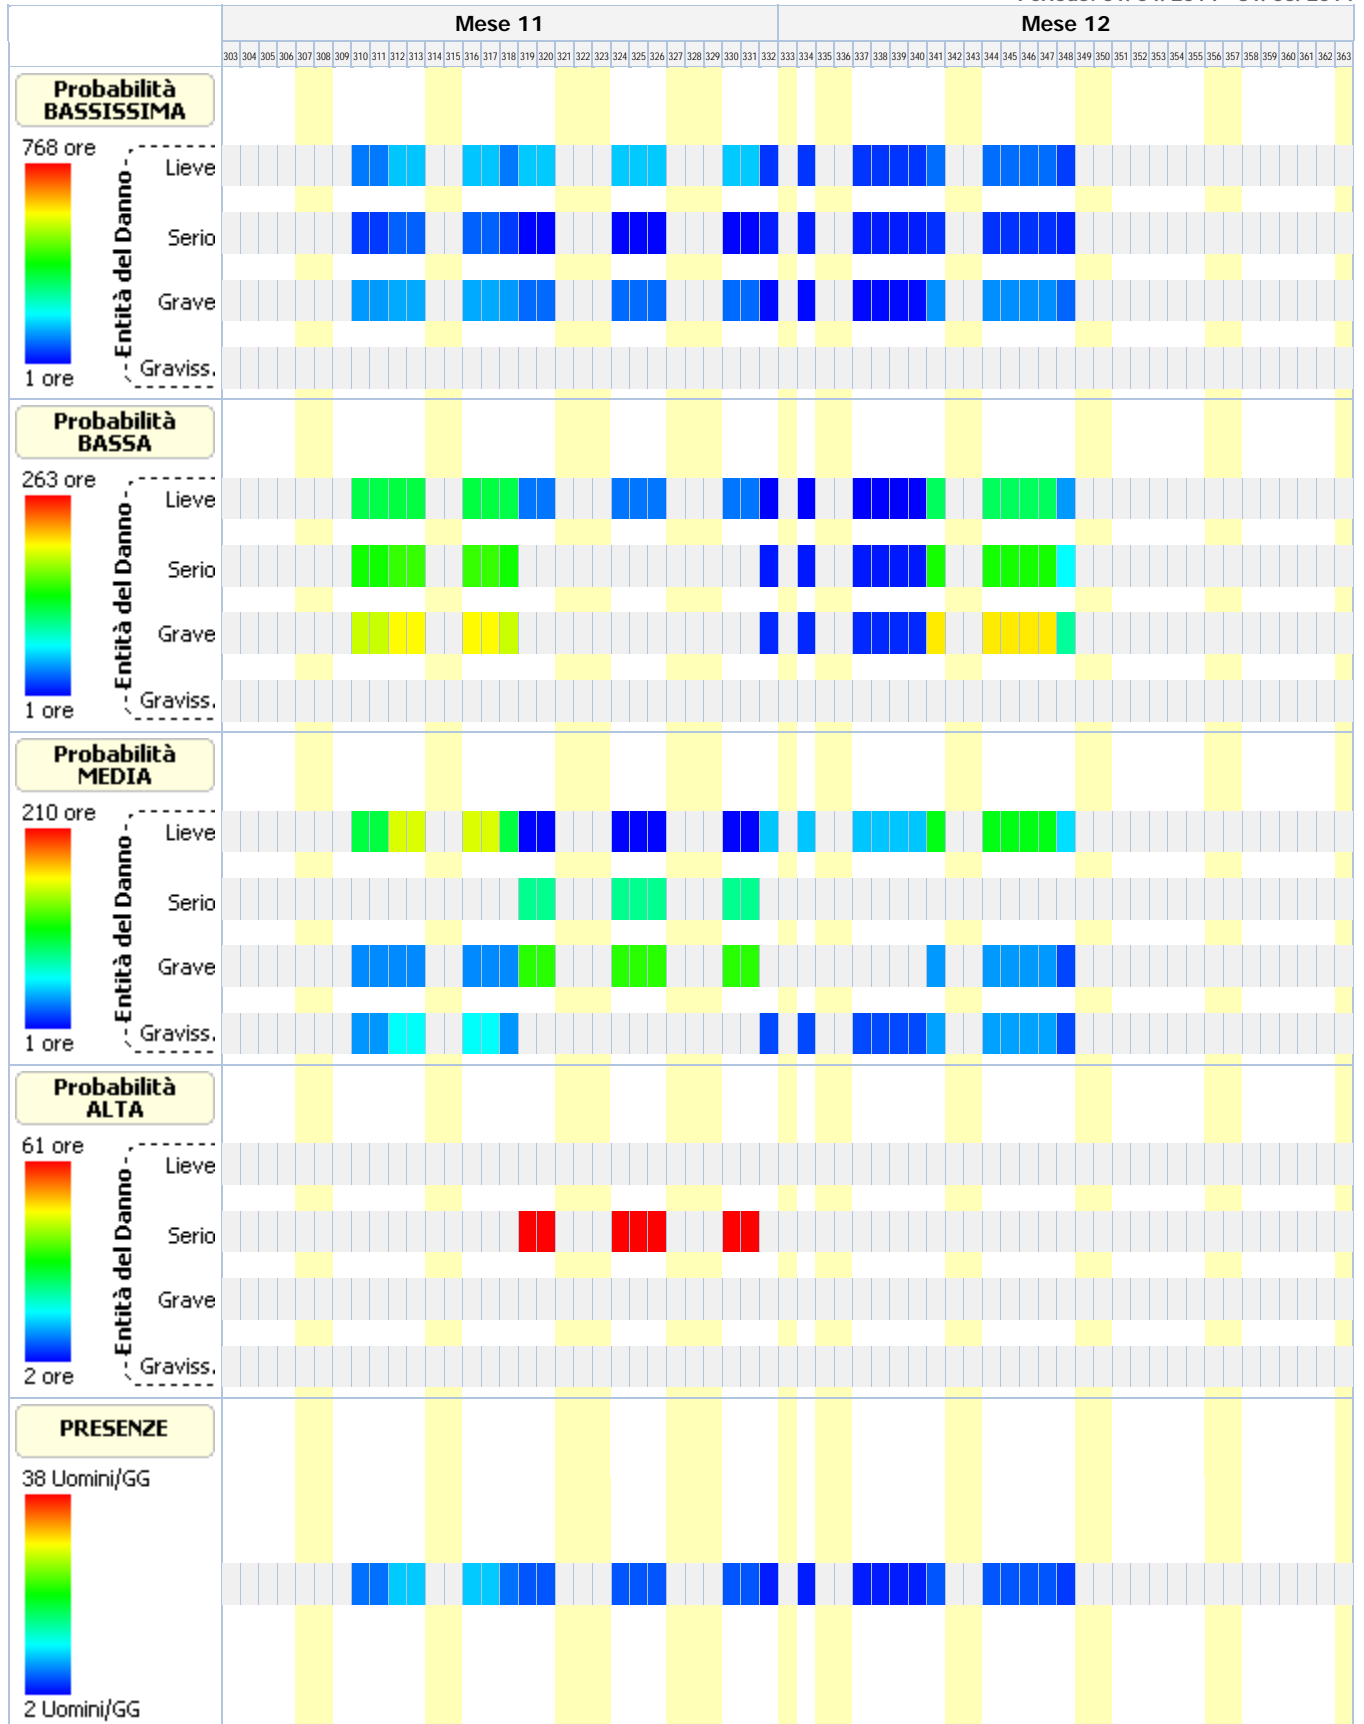 Mese 11 Mese 12
303 304 305 306 307 308 309 310 311 312 313 314 315 316 317 318 319 320 321 322 323 324 325 326 327 328 329 330 331 332 333 334 335 336 337 338 339 340 341 342 343 344 345 346 347 348 349 350 351 352 353 354 355 356 357 358 359 360 361 362 363
Probabilità
BASSISSIMA
768 ore
Entità del Danno
Lieve
Serio
Grave
Graviss.
1 ore
Probabilità
BASSA
263 ore
Entità del Danno
Lieve
Serio
Grave
Graviss.
1 ore
Probabilità
MEDIA
210 ore
Entità del Danno
Lieve
Serio
Grave
Graviss.
1 ore
Probabilità
ALTA
61 ore
Entità del Danno
Lieve
Serio
Grave
Graviss.
2 ore
PRESENZE
38 Uomini/GG
2 Uomini/GG